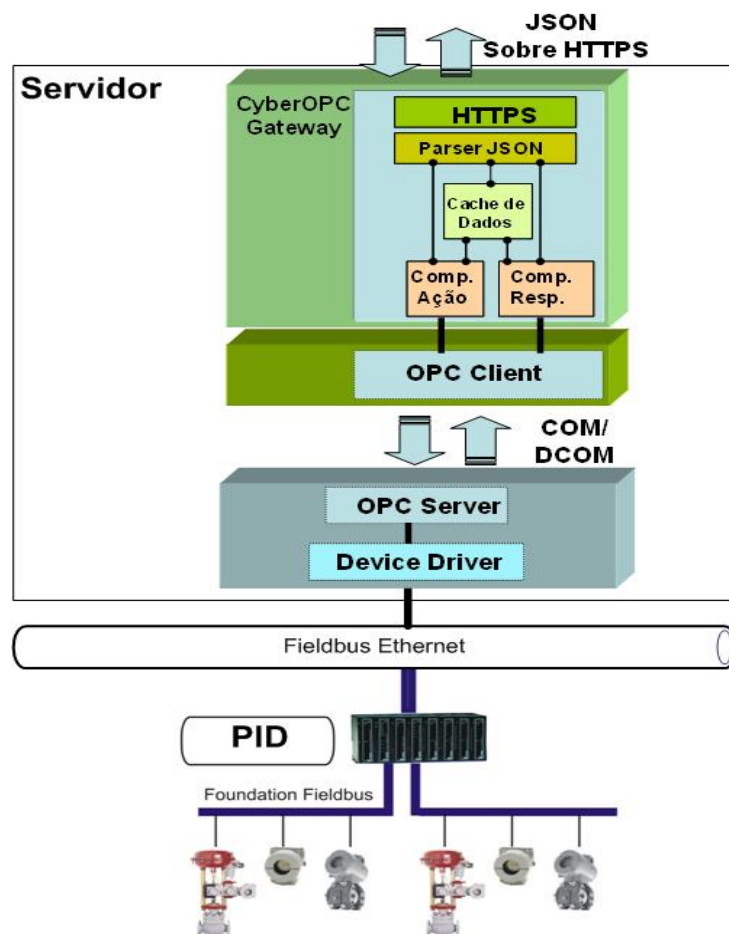 JSON
Sobre HTTPS
Servidor
CyberOPC
Gateway
HTTPS
Parser JSON
Cache de
Dados
Comp.
Ação
Comp.
Resp.
OPC Client
COM/
DCOM
OPC Server
Device Driver
Fieldbus Ethernet
PID
Foundation Fieldbus